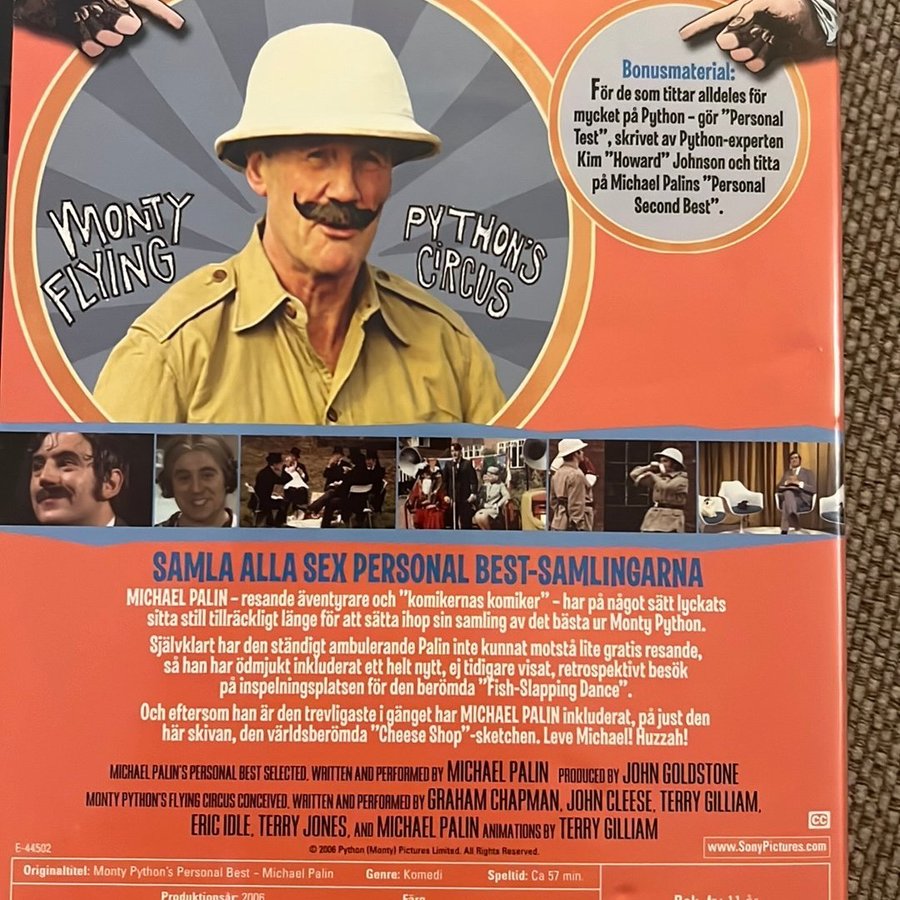 MONTY
FLYING
PYTHON'S
CIRCUS
Bonusmaterial:
För de som tittar alldeles för
mycket på Python – gör "Personal
Test", skrivet av Python-experten
Kim "Howard" Johnson och titta
på Michael Palins "Personal
Second Best".
SAMLA ALLA SEX PERSONAL BEST-SAMLINGARNA
MICHAEL PALIN – resande äventyrare och "komikernas komiker" – har på något sätt lyckats
sitta still tillräckligt länge för att sätta ihop sin samling av det bästa ur Monty Python.
Självklart har den ständigt ambulerande Palin inte kunnat motstå lite gratis resande,
så han har ödmjukt inkluderat ett helt nytt, ej tidigare visat, retrospektivt besök
på inspelningsplatsen för den berömda "Fish-Slapping Dance".
Och eftersom han är den trevligaste i gänget har MICHAEL PALIN inkluderat, på just den
här skivan, den världsberömda "Cheese Shop"-sketchen. Leve Michael! Huzzah!
MICHAEL PALIN'S PERSONAL BEST SELECTED, WRITTEN AND PERFORMED BY MICHAEL PALIN PRODUCED BY JOHN GOLDSTONE
MONTY PYTHON'S FLYING CIRCUS CONCEIVED, WRITTEN AND PERFORMED BY GRAHAM CHAPMAN, JOHN CLEESE, TERRY GILLIAM,
ERIC IDLE, TERRY JONES, AND MICHAEL PALIN ANIMATIONS BY TERRY GILLIAM
CC
E-44502
© 2006 Python (Monty) Pictures Limited. All Rights Reserved.
www.SonyPictures.com
Originaltitel: Monty Python's Personal Best – Michael Palin Genre: Komedi Speltid: Ca 57 min.
Produktionsår: 2006 Färg